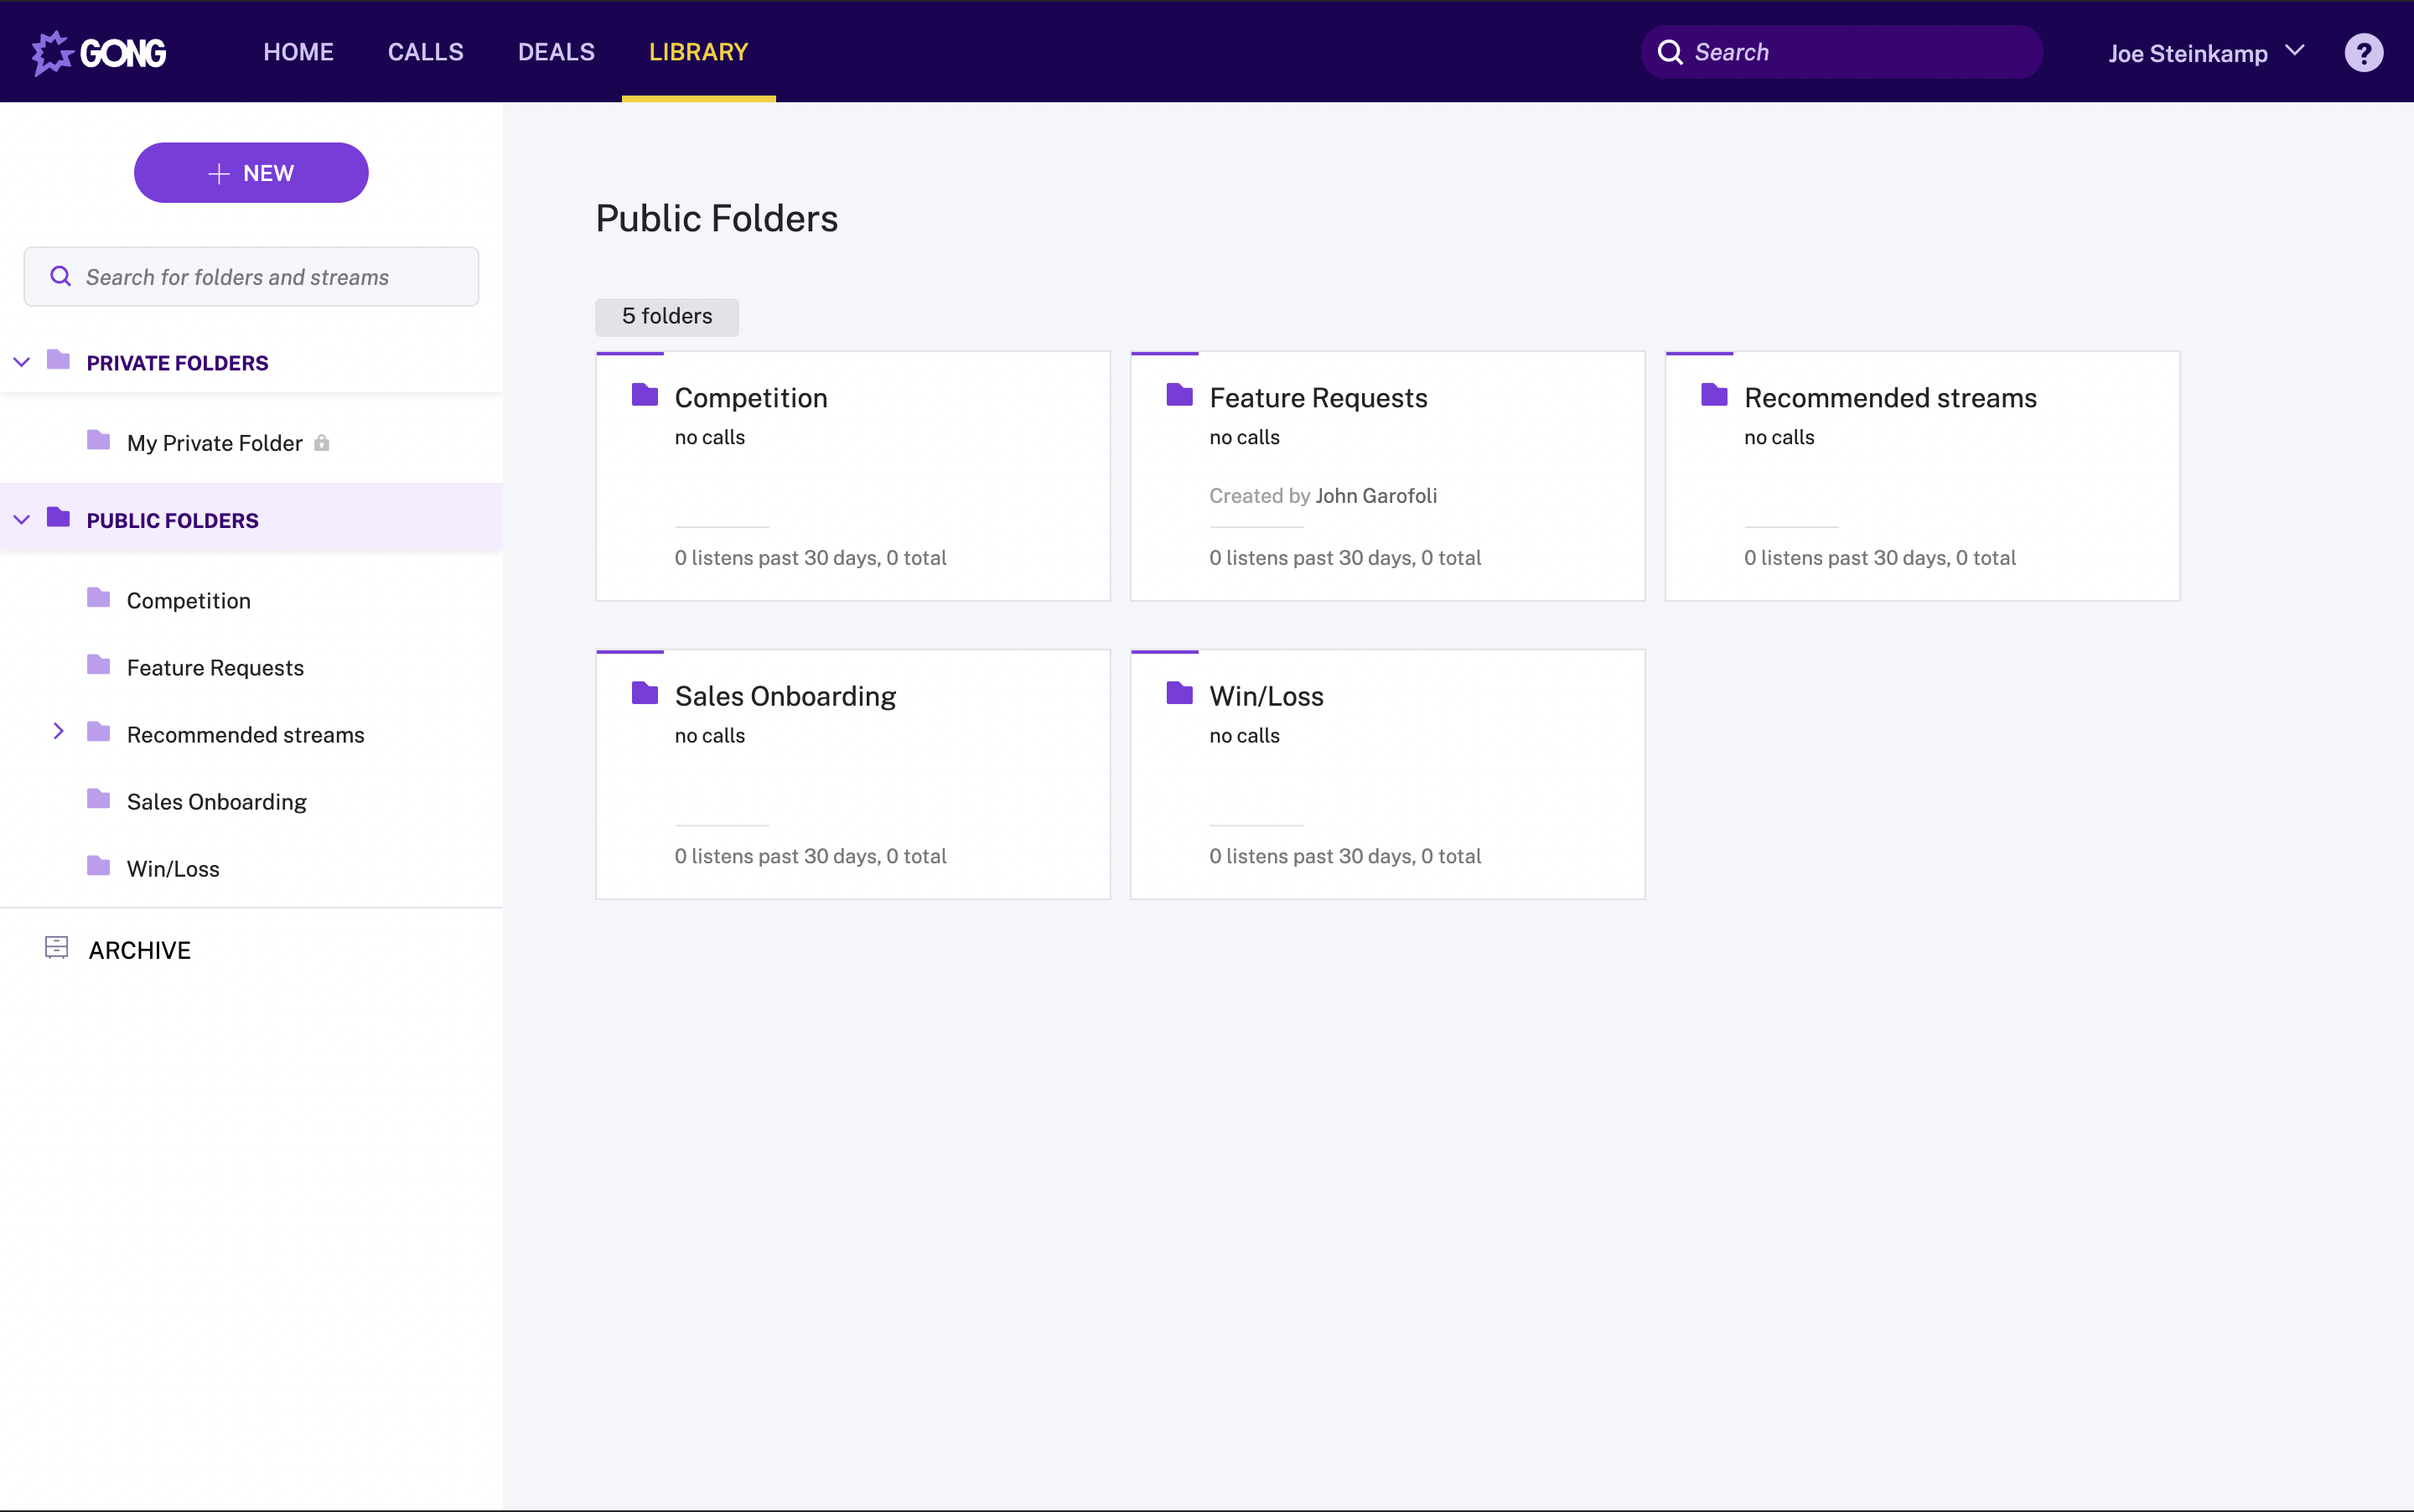 GONG
HOME
CALLS
DEALS
LIBRARY
Search
Joe Steinkamp
?
NEW
Search for folders and streams
PRIVATE FOLDERS
My Private Folder
PUBLIC FOLDERS
Competition
Feature Requests
Recommended streams
Sales Onboarding
Win/Loss
ARCHIVE
Public Folders
5 folders
Competition
no calls
0 listens past 30 days, 0 total
Feature Requests
no calls
Created by John Garofoli
0 listens past 30 days, 0 total
Recommended streams
no calls
0 listens past 30 days, 0 total
Sales Onboarding
no calls
0 listens past 30 days, 0 total
Win/Loss
no calls
0 listens past 30 days, 0 total